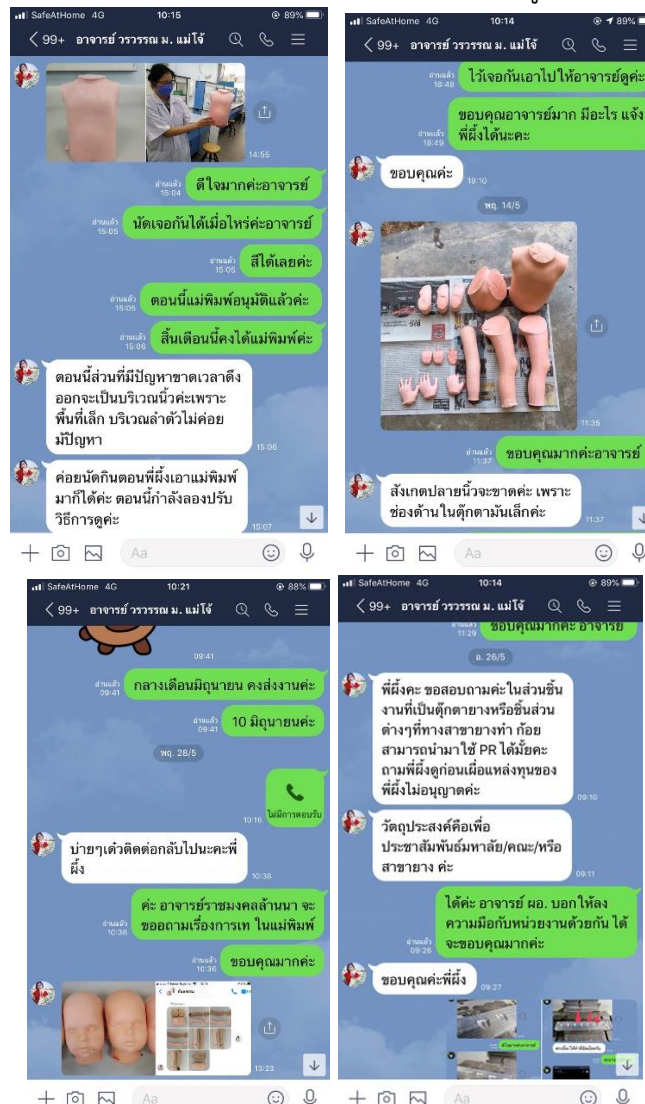 SafeAtHome 4G 10:15 89%
99+ อาจารย์ วรวรรณ ม. แม่โจ้
14:55
ดีใจมากค่ะอาจารย์
อ่านแล้ว
15:04
นัดเจอกันได้เมื่อไหร่ค่ะอาจารย์
อ่านแล้ว
15:05
สีได้เลยค่ะ
อ่านแล้ว
15:05
ตอนนี้แม่พิมพ์อนุมัติแล้วค่ะ
อ่านแล้ว
15:05
สิ้นเดือนนี้คงได้แม่พิมพ์ค่ะ
อ่านแล้ว
15:06
ตอนนี้ส่วนที่มีปัญหาขาดเวลาดึง
ออกจะเป็นบริเวณนิ้วค่ะเพราะ
พื้นที่เล็ก บริเวณลำตัวไม่ค่อย
มีปัญหา
15:06
ค่อยนัดกินตอนพี่ผึ้งเอาแม่พิมพ์
มาก็ได้ค่ะ ตอนนี้กำลังลองปรับ
วิธีการดูค่ะ
15:07
Aa
SafeAtHome 4G 10:14 89%
99+ อาจารย์ วรวรรณ ม. แม่โจ้
ไว้เจอกันเอาไปให้อาจารย์ดูค่ะ
อ่านแล้ว
18:48
ขอบคุณอาจารย์มาก มีอะไร แจ้ง
พี่ผึ้งได้นะคะ
อ่านแล้ว
18:49
ขอบคุณค่ะ
19:10
พฤ. 14/5
11:35
ขอบคุณมากค่ะอาจารย์
อ่านแล้ว
11:37
สังเกตปลายนิ้วจะขาดค่ะ เพราะ
ช่องด้านในตุ๊กตามันเล็กค่ะ
11:37
Aa
SafeAtHome 4G 10:21 88%
99+ อาจารย์ วรวรรณ ม. แม่โจ้
09:41
กลางเดือนมิถุนายน คงส่งงานค่ะ
อ่านแล้ว
09:41
10 มิถุนายนค่ะ
อ่านแล้ว
09:41
พฤ. 28/5
ไม่มีการตอบรับ
10:16
บ่ายๆเด๋วติดต่อกลับไปนะคะพี่
ผึ้ง
10:36
ค่ะ อาจารย์ราชมงคลล้านนา จะ
ขออถามเรื่องการเท ในแม่พิมพ์
อ่านแล้ว
10:36
ขอบคุณมากค่ะ
อ่านแล้ว
10:36
13:23
Aa
SafeAtHome 4G 10:14 89%
99+ อาจารย์ วรวรรณ ม. แม่โจ้
ขอบคุณมากค่ะ อาจารย์
อ่านแล้ว
11:29
อ. 26/5
พี่ผึ้งคะ ขอสอบถามค่ะในส่วนชิ้น
งานที่เป็นตุ๊กตายางหรือชิ้นส่วน
ต่างๆที่ทางสาขายางทำ ก้อย
สามารถนำมาใช้ PR ได้มั้ยคะ
ถามพี่ผึ้งดูก่อนเผื่อแหล่งทุนของ
พี่ผึ้งไม่อนุญาตค่ะ
09:10
วัตถุประสงค์คือเพื่อ
ประชาสัมพันธ์มหาลัย/คณะ/หรือ
สาขายาง ค่ะ
09:11
ได้ค่ะ อาจารย์ ผอ. บอกให้ลง
ความมือกับหน่วยงานด้วยกัน ได้
จะขอบคุณมากค่ะ
อ่านแล้ว
09:26
ขอบคุณค่ะพี่ผึ้ง
09:27
Aa